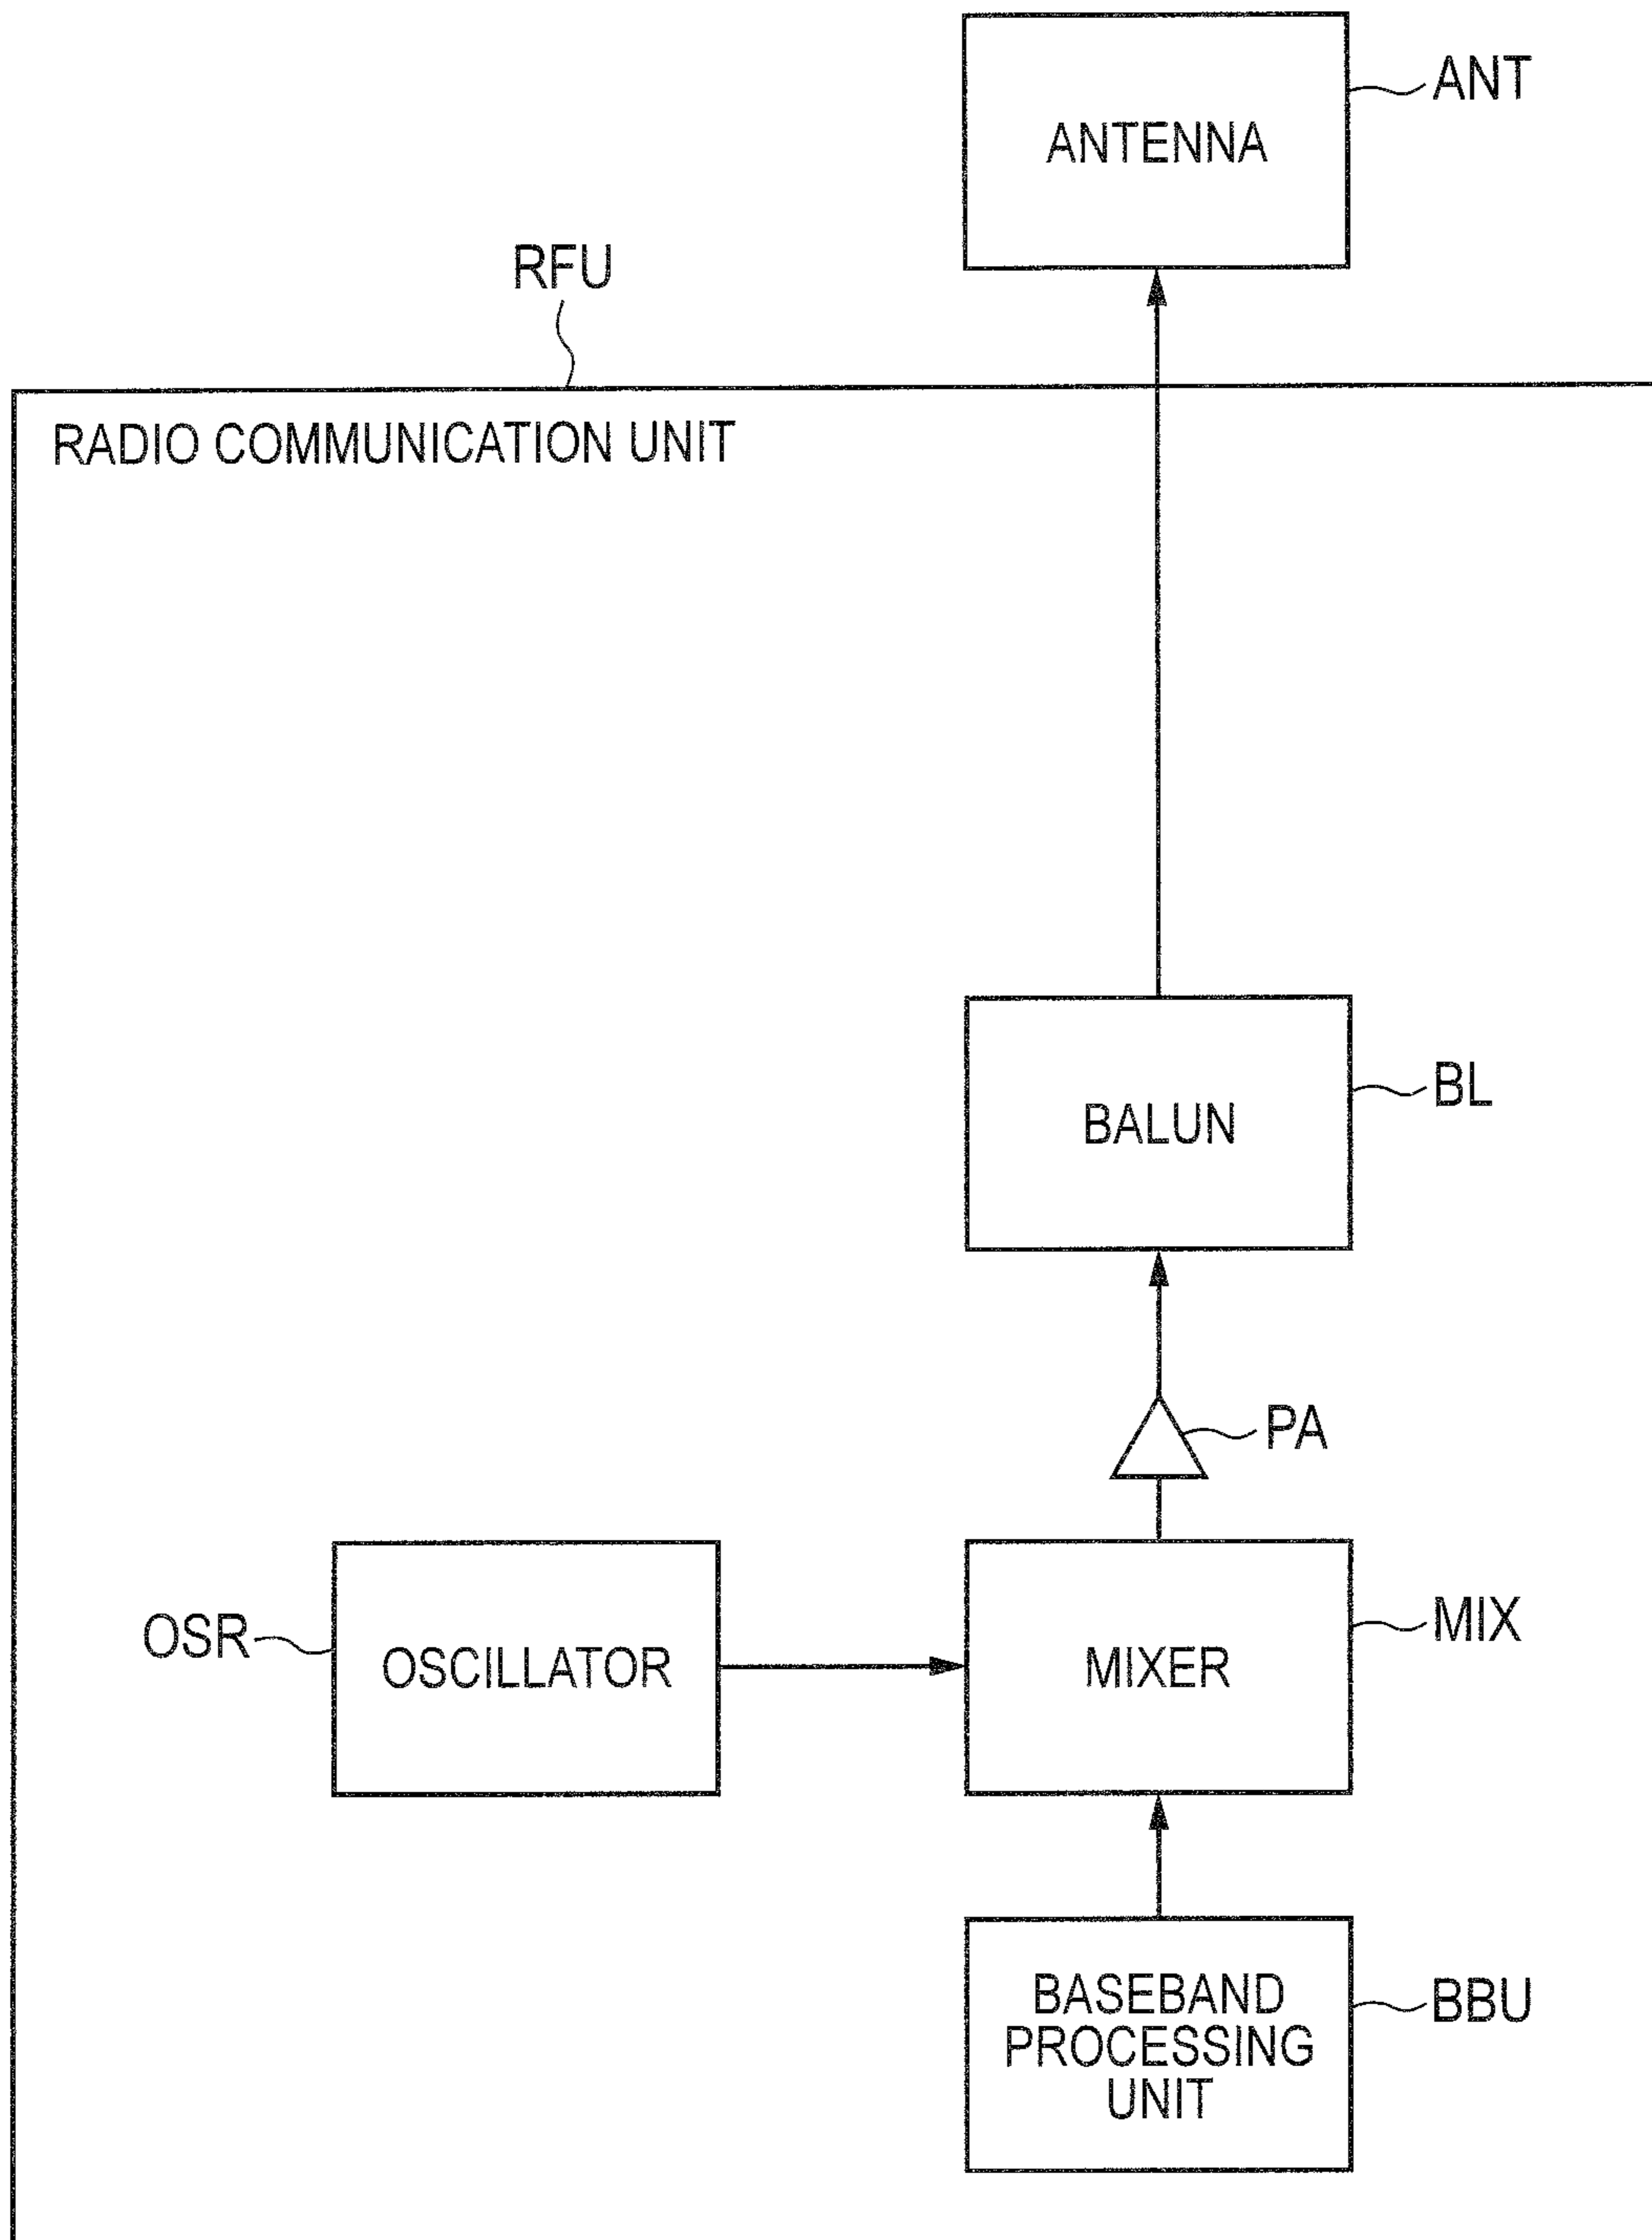 ANT
ANTENNA
RFU
RADIO COMMUNICATION UNIT
BL
BALUN
PA
OSR
OSCILLATOR
MIXER
MIX
BASEBAND
PROCESSING
UNIT
BBU